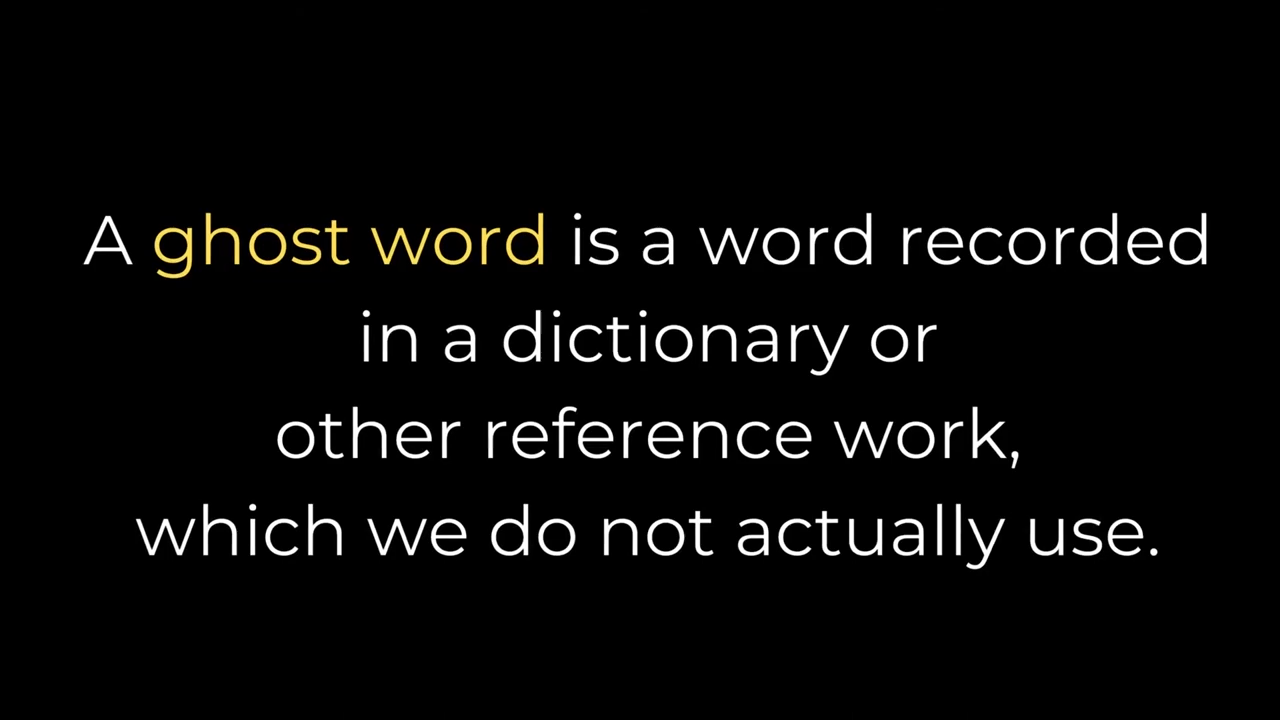 A ghost word is a word recorded
in a dictionary or
other reference work,
which we do not actually use.